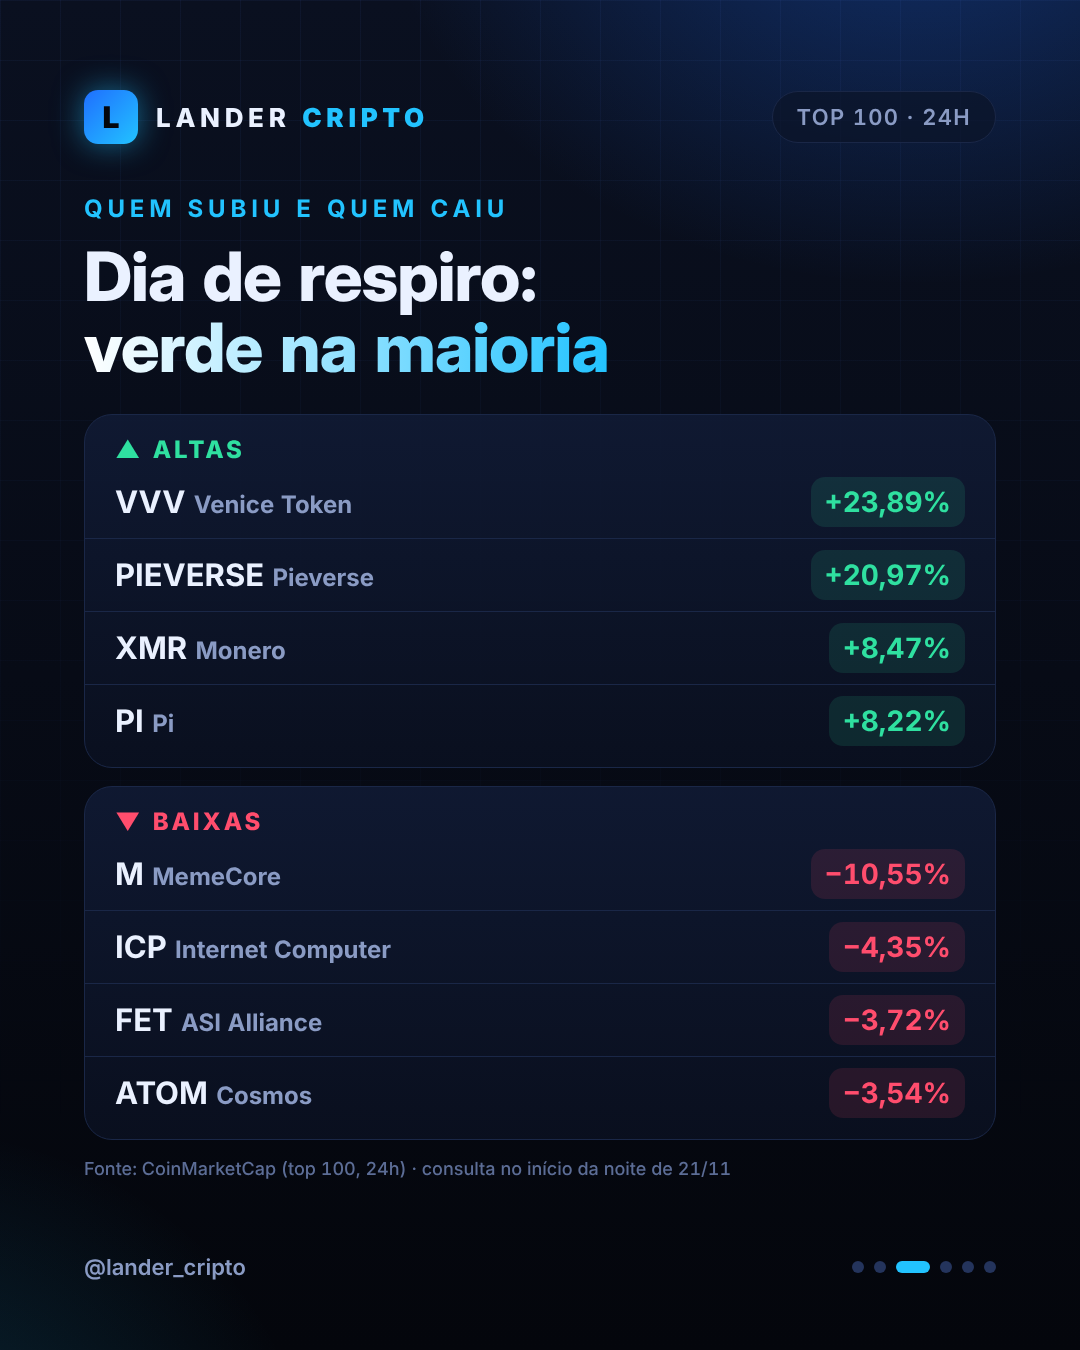 L LANDER CRIPTO
TOP 100 · 24H
QUEM SUBIU E QUEM CAIU
Dia de respiro:
verde na maioria
▲ ALTAS
VVV Venice Token +23,89%
PIEVERSE Pieverse +20,97%
XMR Monero +8,47%
PI Pi +8,22%
▼ BAIXAS
M MemeCore −10,55%
ICP Internet Computer −4,35%
FET ASI Alliance −3,72%
ATOM Cosmos −3,54%
Fonte: CoinMarketCap (top 100, 24h) · consulta no início da noite de 21/11
@lander_cripto